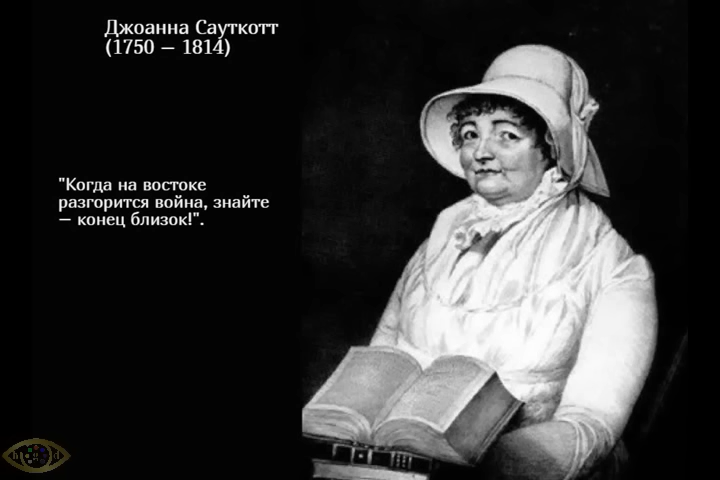 Джоанна Сауткотт
(1750 – 1814)
"Когда на востоке
разгорится война, знайте
– конец близок!".